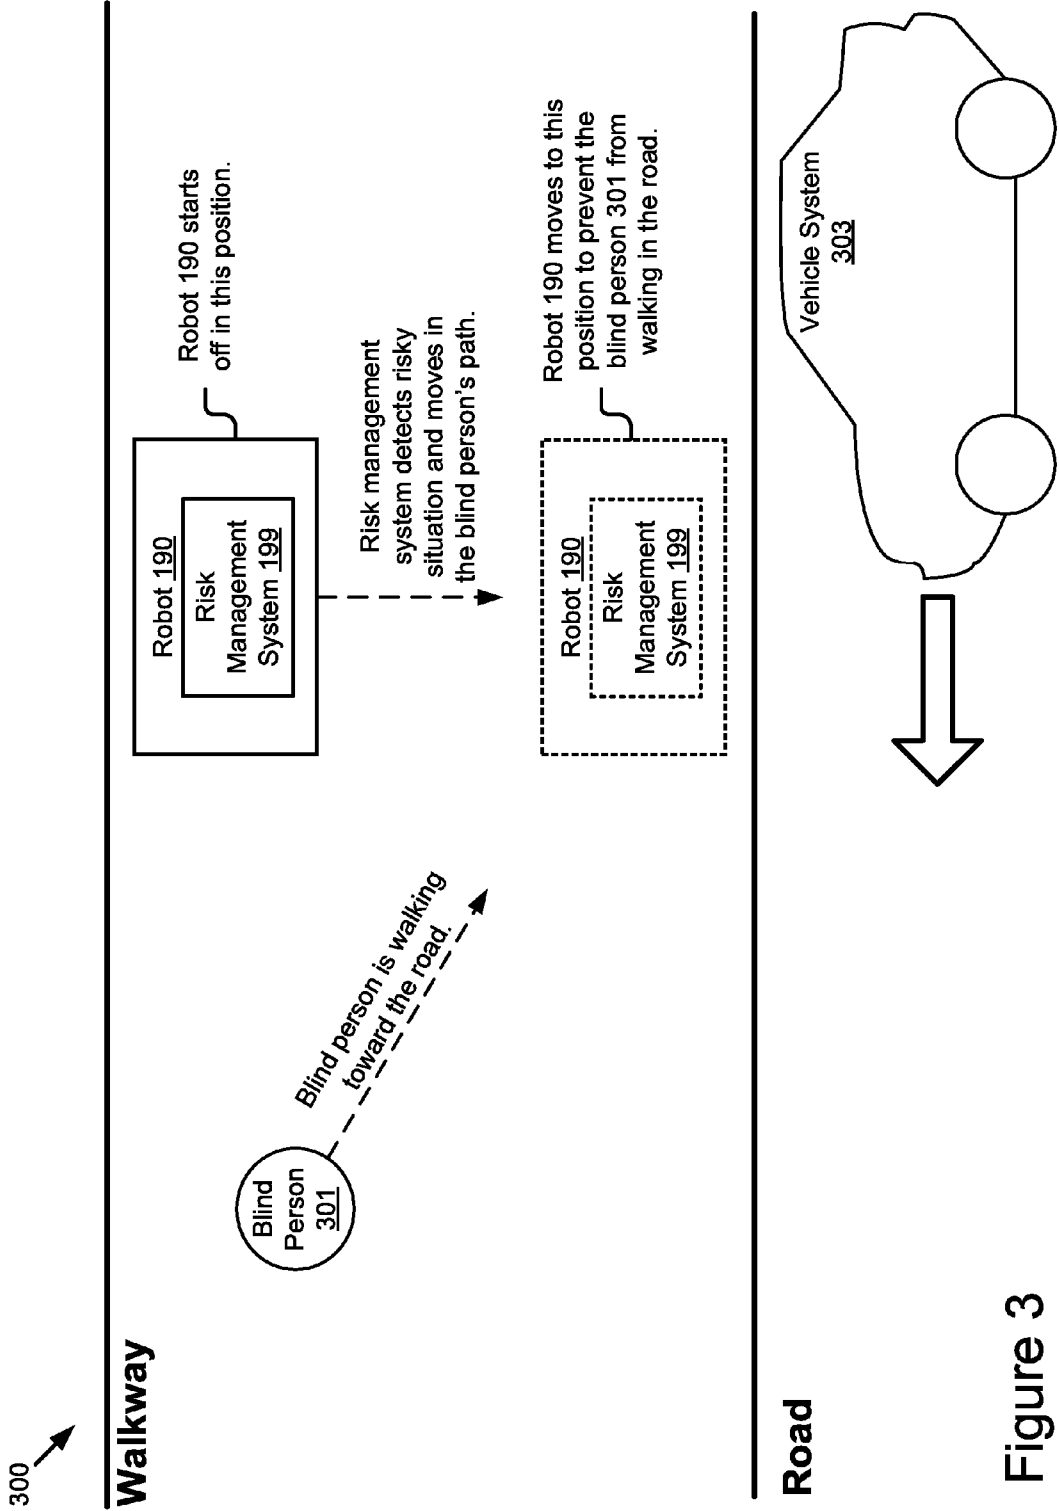 300
Walkway
Blind
Person
301
Blind person is walking
toward the road.
Robot 190
Risk
Management
System 199
Robot 190 starts
off in this position.
Risk management
system detects risky
situation and moves in
the blind person's path.
Robot 190
Risk
Management
System 199
Robot 190 moves to this
position to prevent the
blind person 301 from
walking in the road.
Road
Vehicle System
303
Figure 3